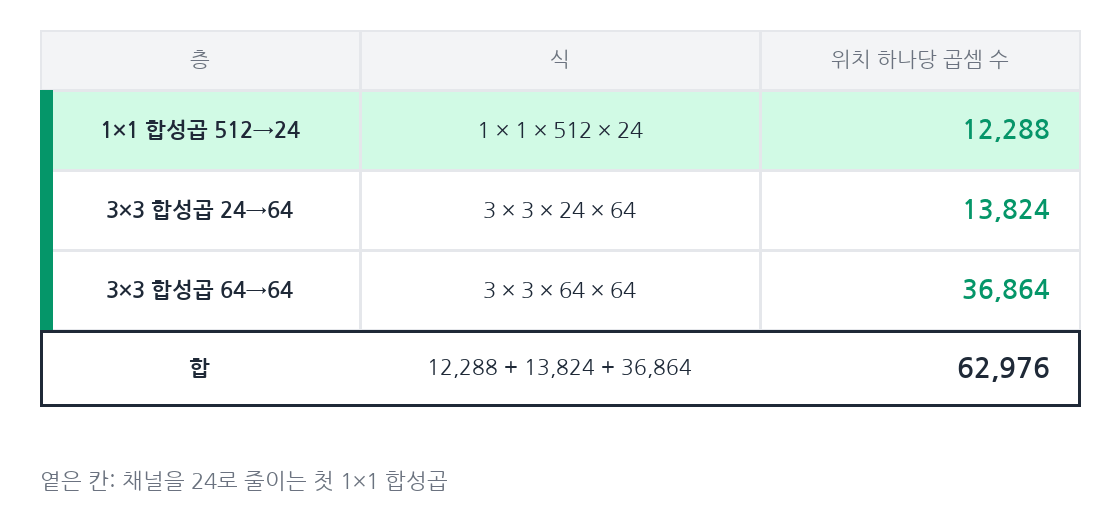 층 식 위치 하나당 곱셈 수
1×1 합성곱 512→24 1 × 1 × 512 × 24 12,288
3×3 합성곱 24→64 3 × 3 × 24 × 64 13,824
3×3 합성곱 64→64 3 × 3 × 64 × 64 36,864
합 12,288 + 13,824 + 36,864 62,976
옅은 칸: 채널을 24로 줄이는 첫 1×1 합성곱